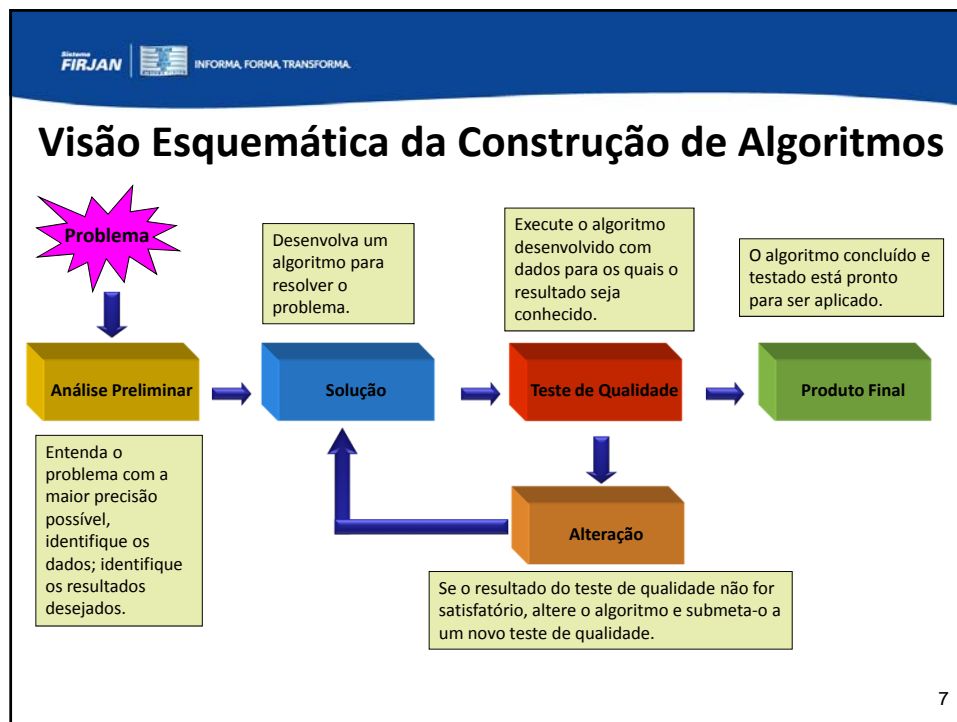 Sistema
FIRJAN
INFORMA, FORMA, TRANSFORMA.
Visão Esquemática da Construção de Algoritmos
Problema
Desenvolva um
algoritmo para
resolver o
problema.
Execute o algoritmo
desenvolvido com
dados para os quais o
resultado seja
conhecido.
O algoritmo concluído e
testado está pronto
para ser aplicado.
Análise Preliminar
Solução
Teste de Qualidade
Produto Final
Entenda o
problema com a
maior precisão
possível,
identifique os
dados; identifique
os resultados
desejados.
Alteração
Se o resultado do teste de qualidade não for
satisfatório, altere o algoritmo e submeta-o a
um novo teste de qualidade.
7